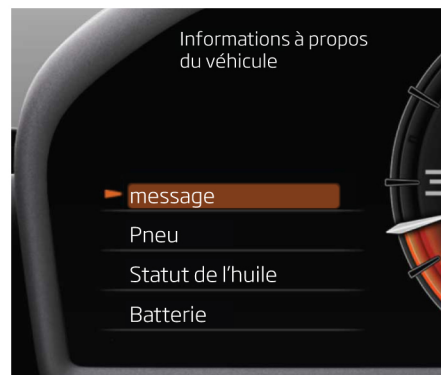 Informations à propos
du véhicule
message
Pneu
Statut de l'huile
Batterie